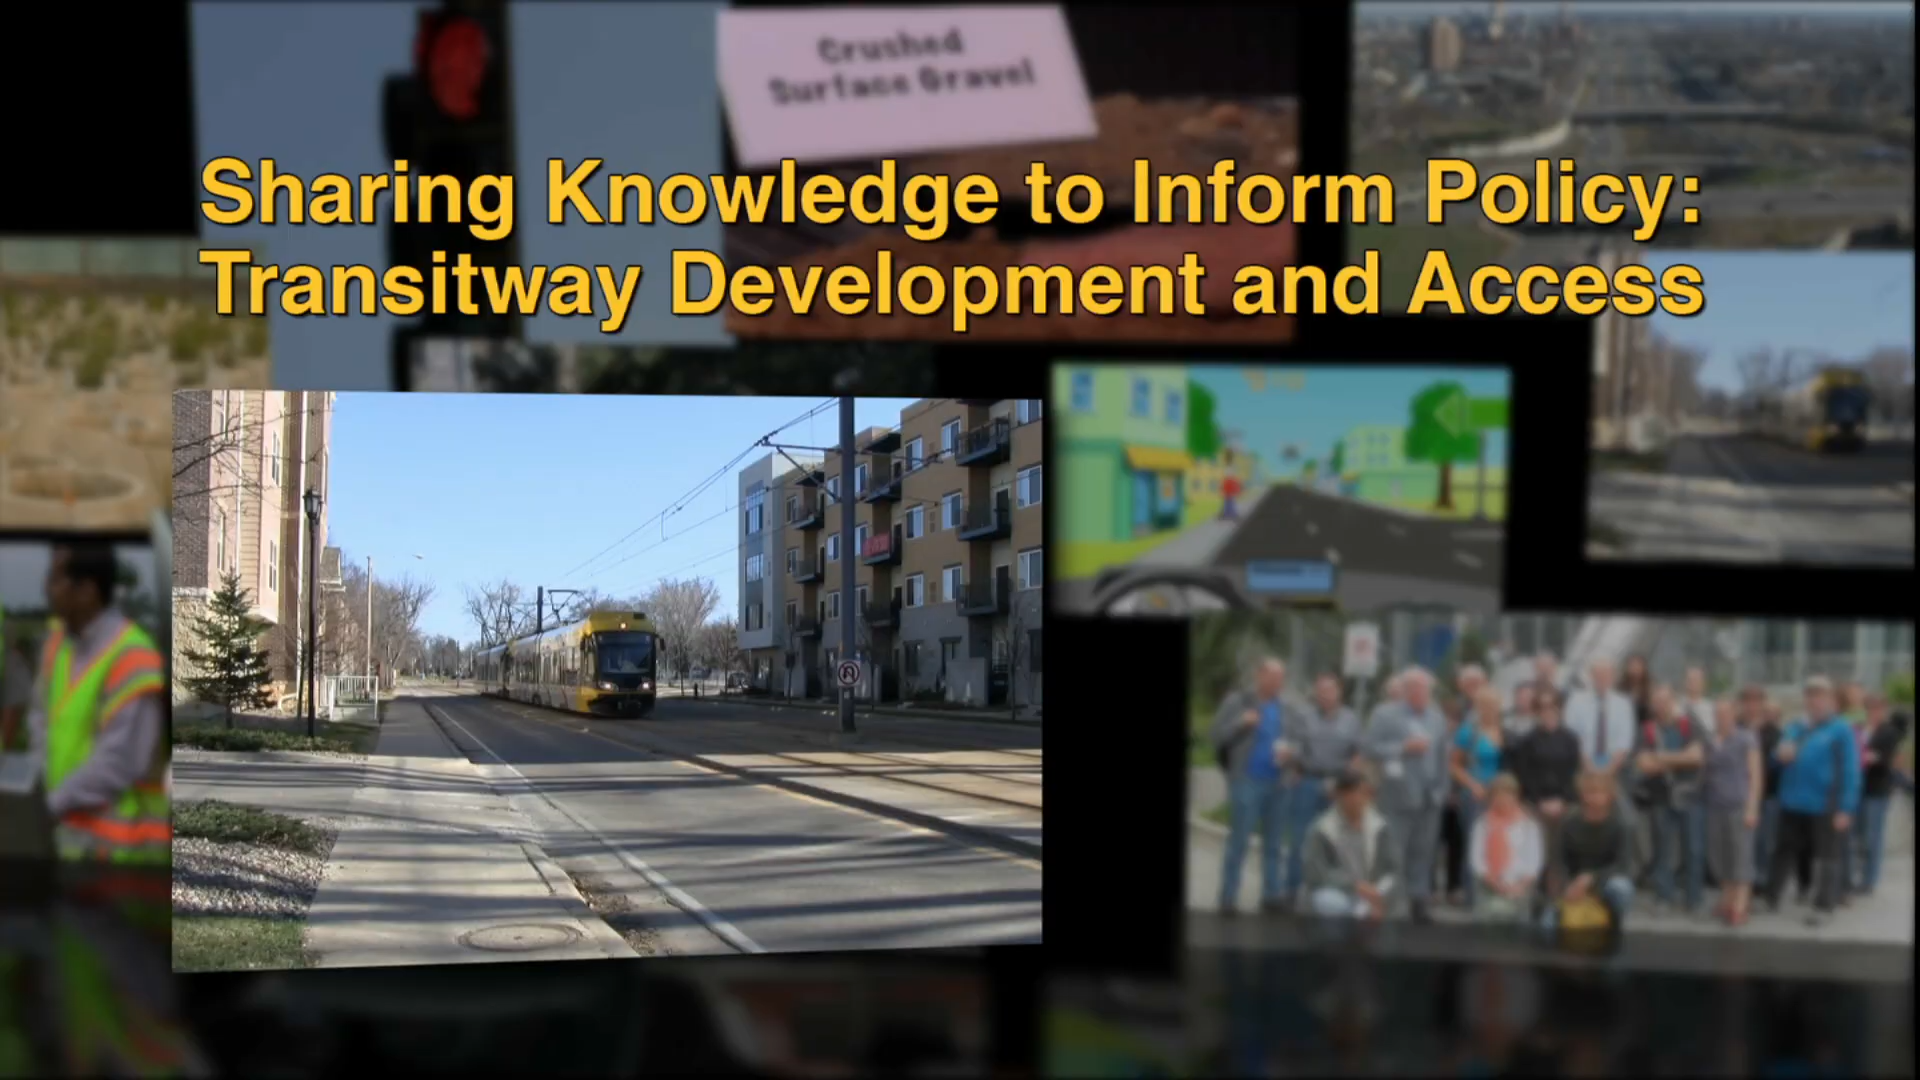 Crushed
Surface Gravel
Sharing Knowledge to Inform Policy:
Transitway Development and Access